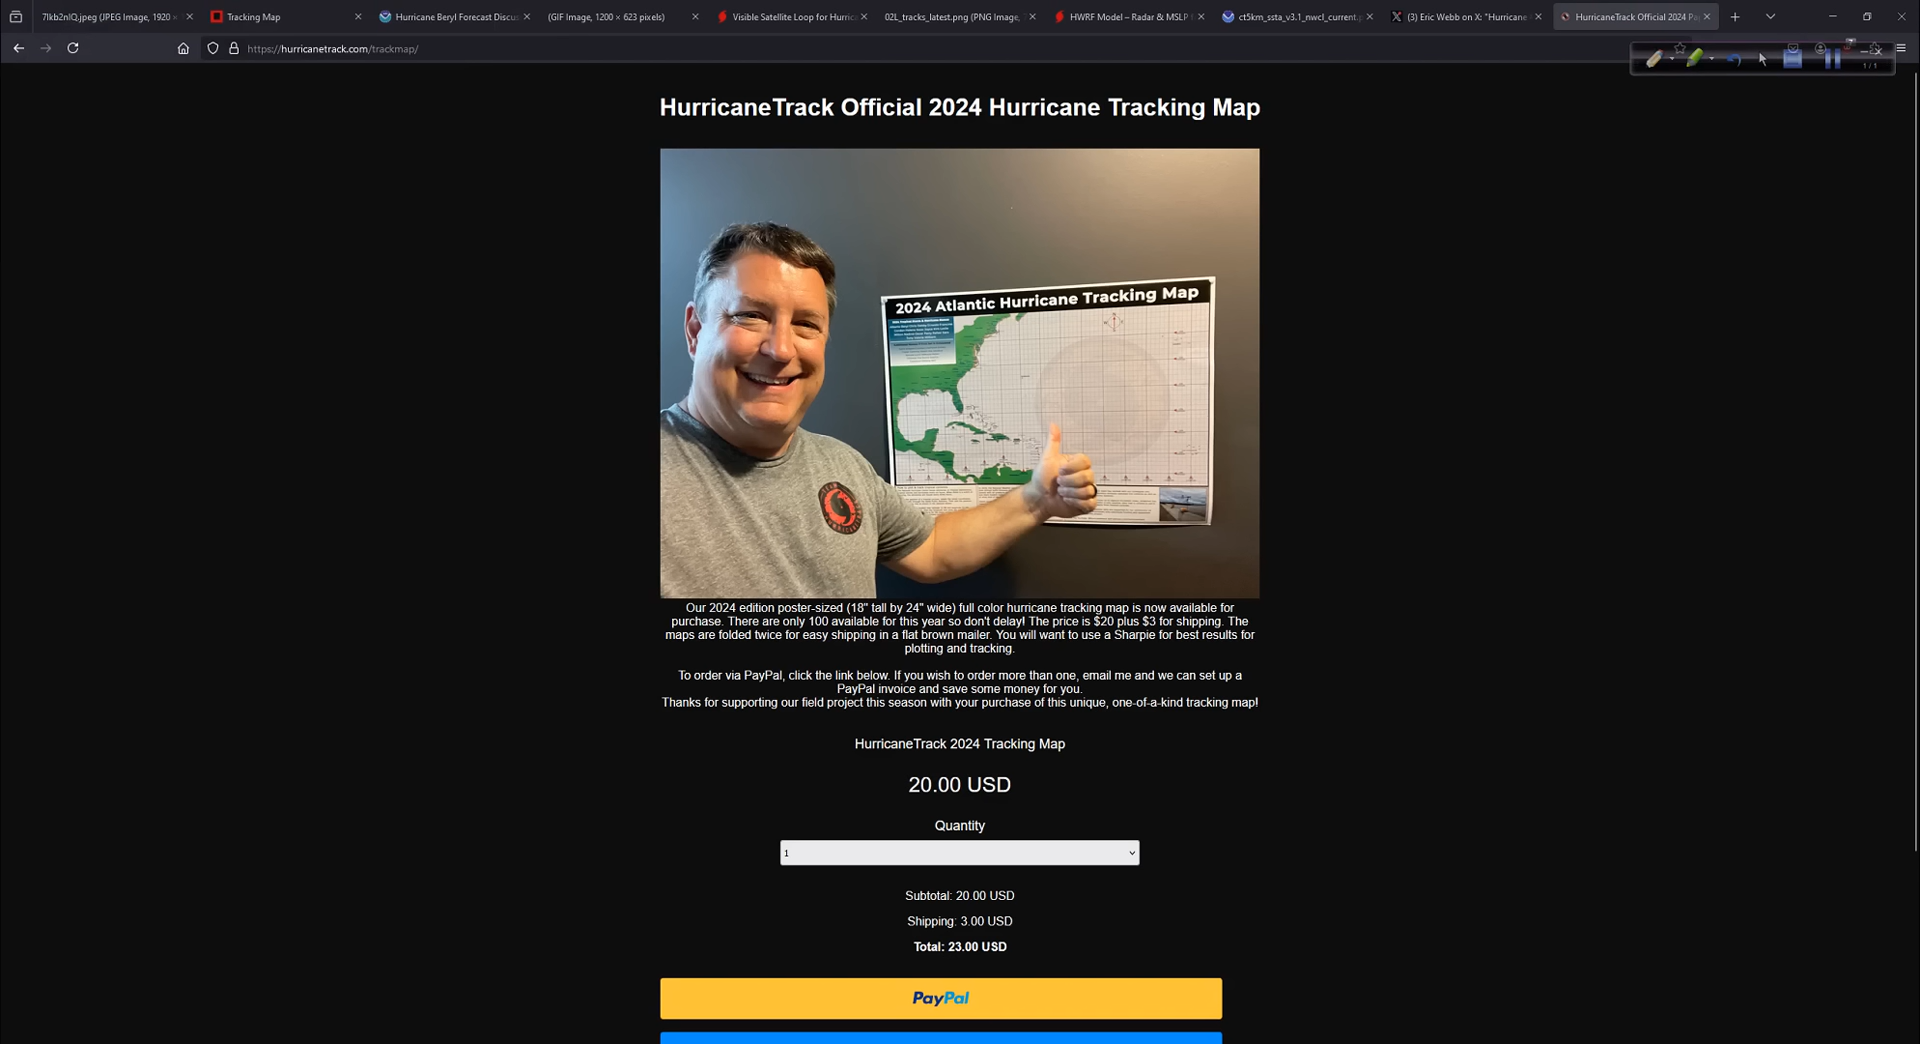 7lkb2nlQ.jpeg (JPEG Image, 1920 ×
Tracking Map
Hurricane Beryl Forecast Discus
(GIF Image, 1200 × 623 pixels)
Visible Satellite Loop for Hurric
02L_tracks_latest.png (PNG Image, 
HWRF Model – Radar & MSLP
ct5km_ssta_v3.1_nwcl_current.p
(3) Eric Webb on X: "Hurricane
HurricaneTrack Official 2024 Pa
https://hurricanetrack.com/trackmap/
1 / 1
HurricaneTrack Official 2024 Hurricane Tracking Map
2024 Atlantic Hurricane Tracking Map
Our 2024 edition poster-sized (18" tall by 24" wide) full color hurricane tracking map is now available for
purchase. There are only 100 available for this year so don't delay! The price is $20 plus $3 for shipping. The
maps are folded twice for easy shipping in a flat brown mailer. You will want to use a Sharpie for best results for
plotting and tracking.
To order via PayPal, click the link below. If you wish to order more than one, email me and we can set up a
PayPal invoice and save some money for you.
Thanks for supporting our field project this season with your purchase of this unique, one-of-a-kind tracking map!
HurricaneTrack 2024 Tracking Map
20.00 USD
Quantity
1
Subtotal: 20.00 USD
Shipping: 3.00 USD
Total: 23.00 USD
PayPal